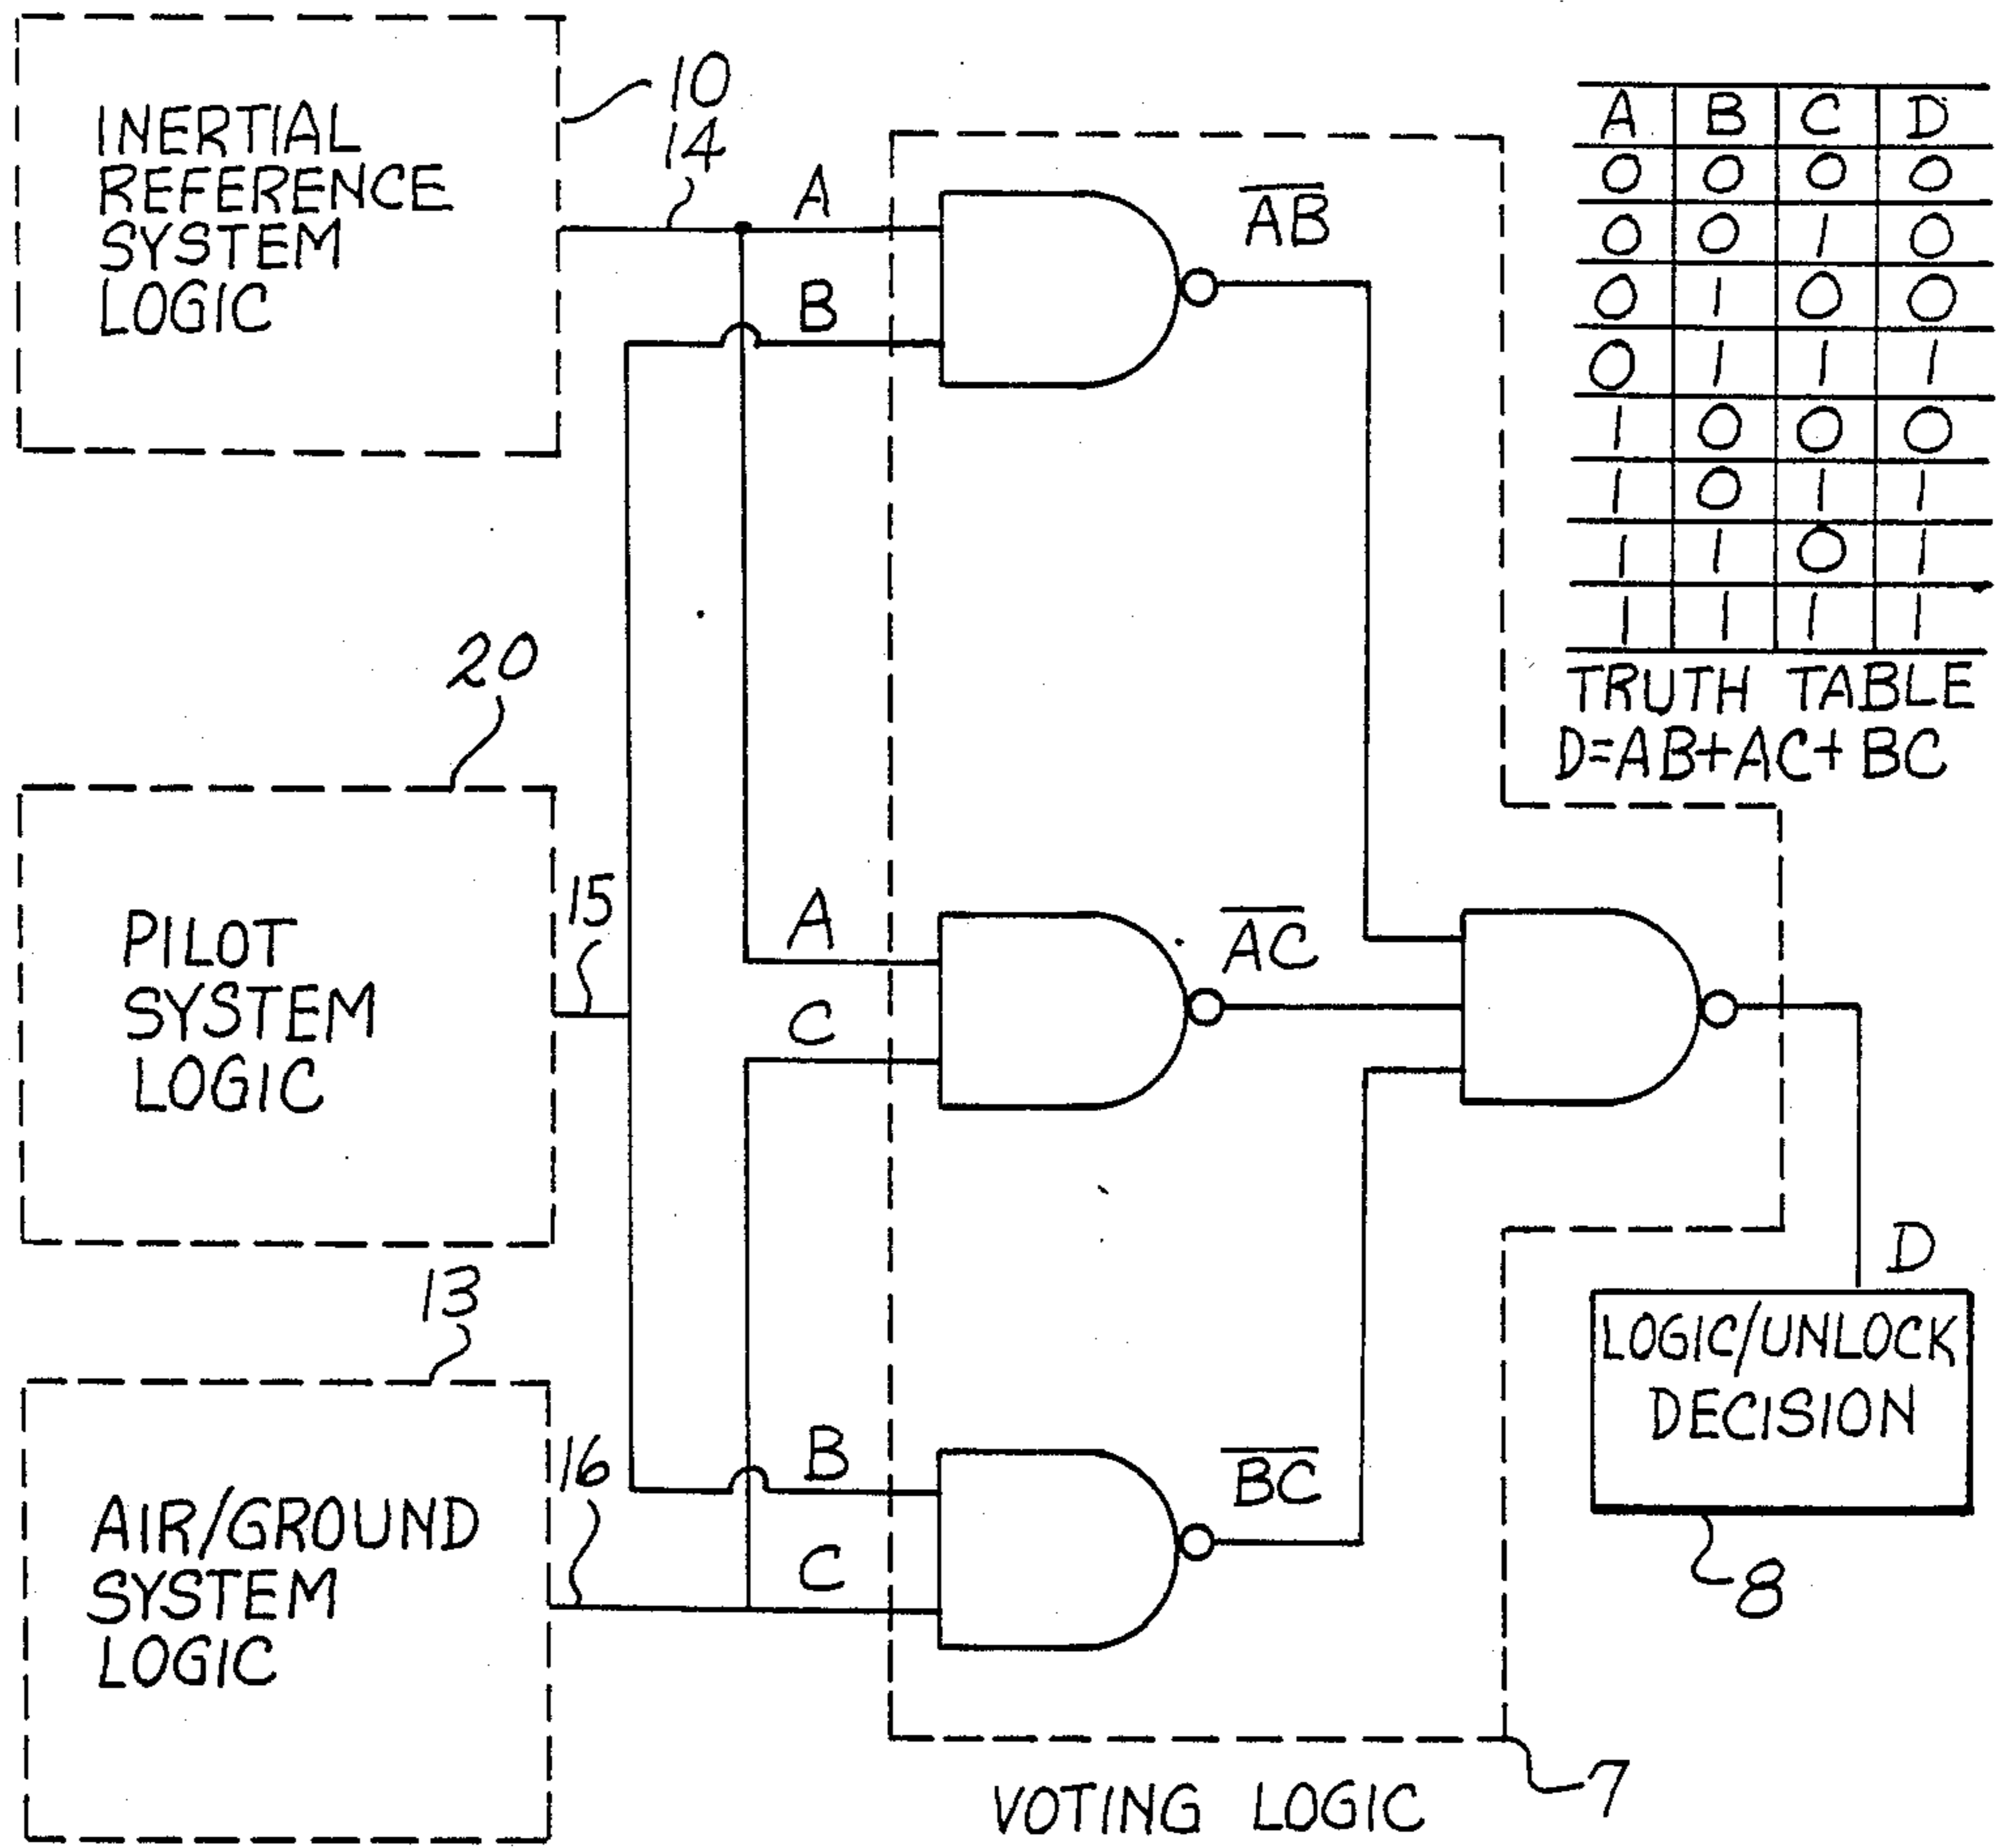 INERTIAL
REFERENCE
SYSTEM
LOGIC
10
14
A
B
A̅B̅
A B C D
0 0 0 0
0 0 1 0
0 1 0 0
0 1 1 1
1 0 0 0
1 0 1 1
1 1 0 1
1 1 1 1
TRUTH TABLE
D=AB+AC+BC
20
PILOT
SYSTEM
LOGIC
15
A
C
A̅C̅
13
AIR/GROUND
SYSTEM
LOGIC
16
B
C
B̅C̅
D
LOGIC/UNLOCK
DECISION
8
7
VOTING LOGIC